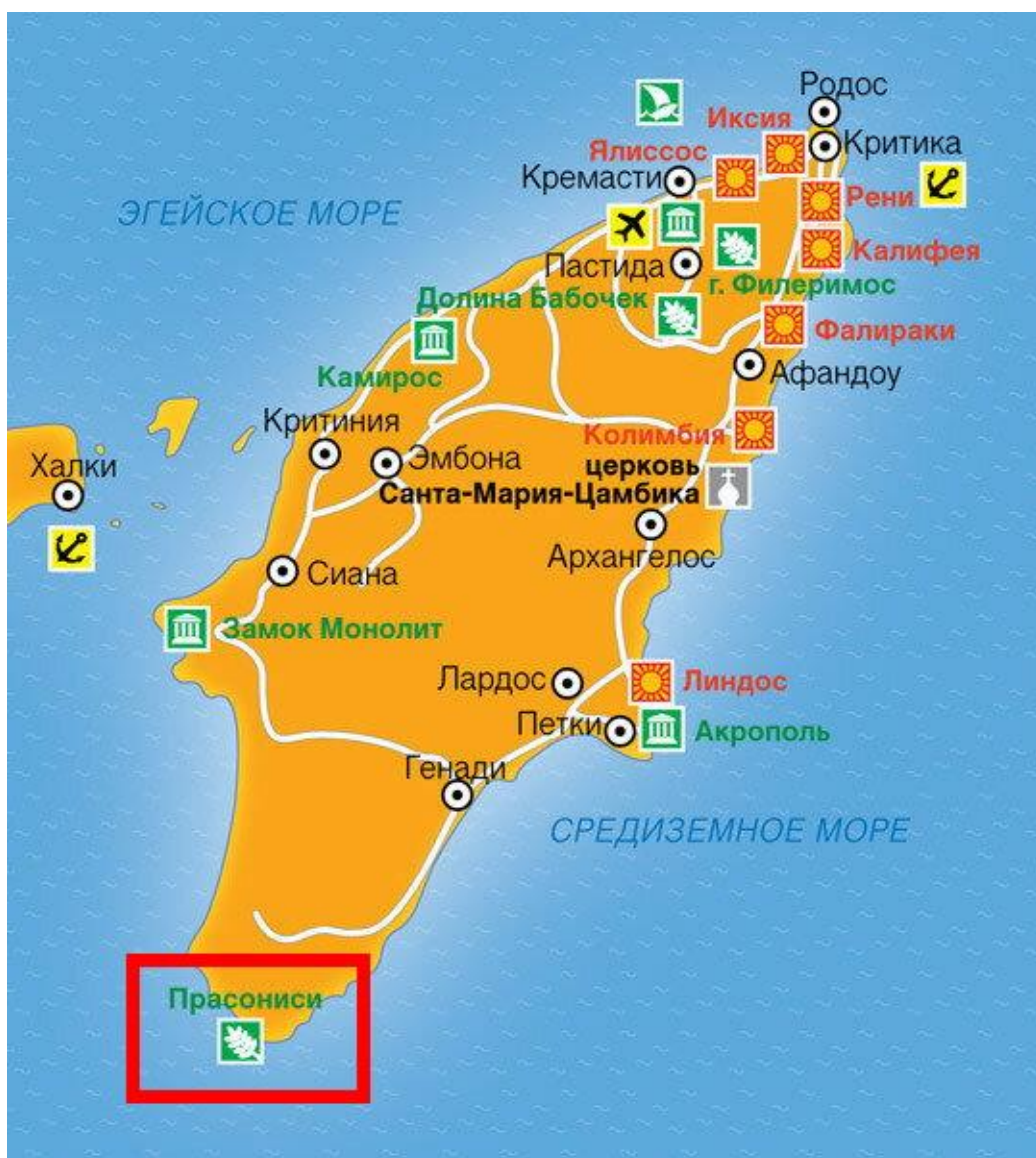 Родос
Иксия
Критика
Ялиссос
Кремасти
Рени
ЭГЕЙСКОЕ МОРЕ
Калифея
Пастида
г. Филеримос
Долина Бабочек
Фалираки
Камирос
Афандоу
Критиния
Колимбия
Халки
Эмбона
церковь
Санта-Мария-Цамбика
Архангелос
Сиана
Замок Монолит
Лардос
Линдос
Петки
Акрополь
Генади
СРЕДИЗЕМНОЕ МОРЕ
Прасониси